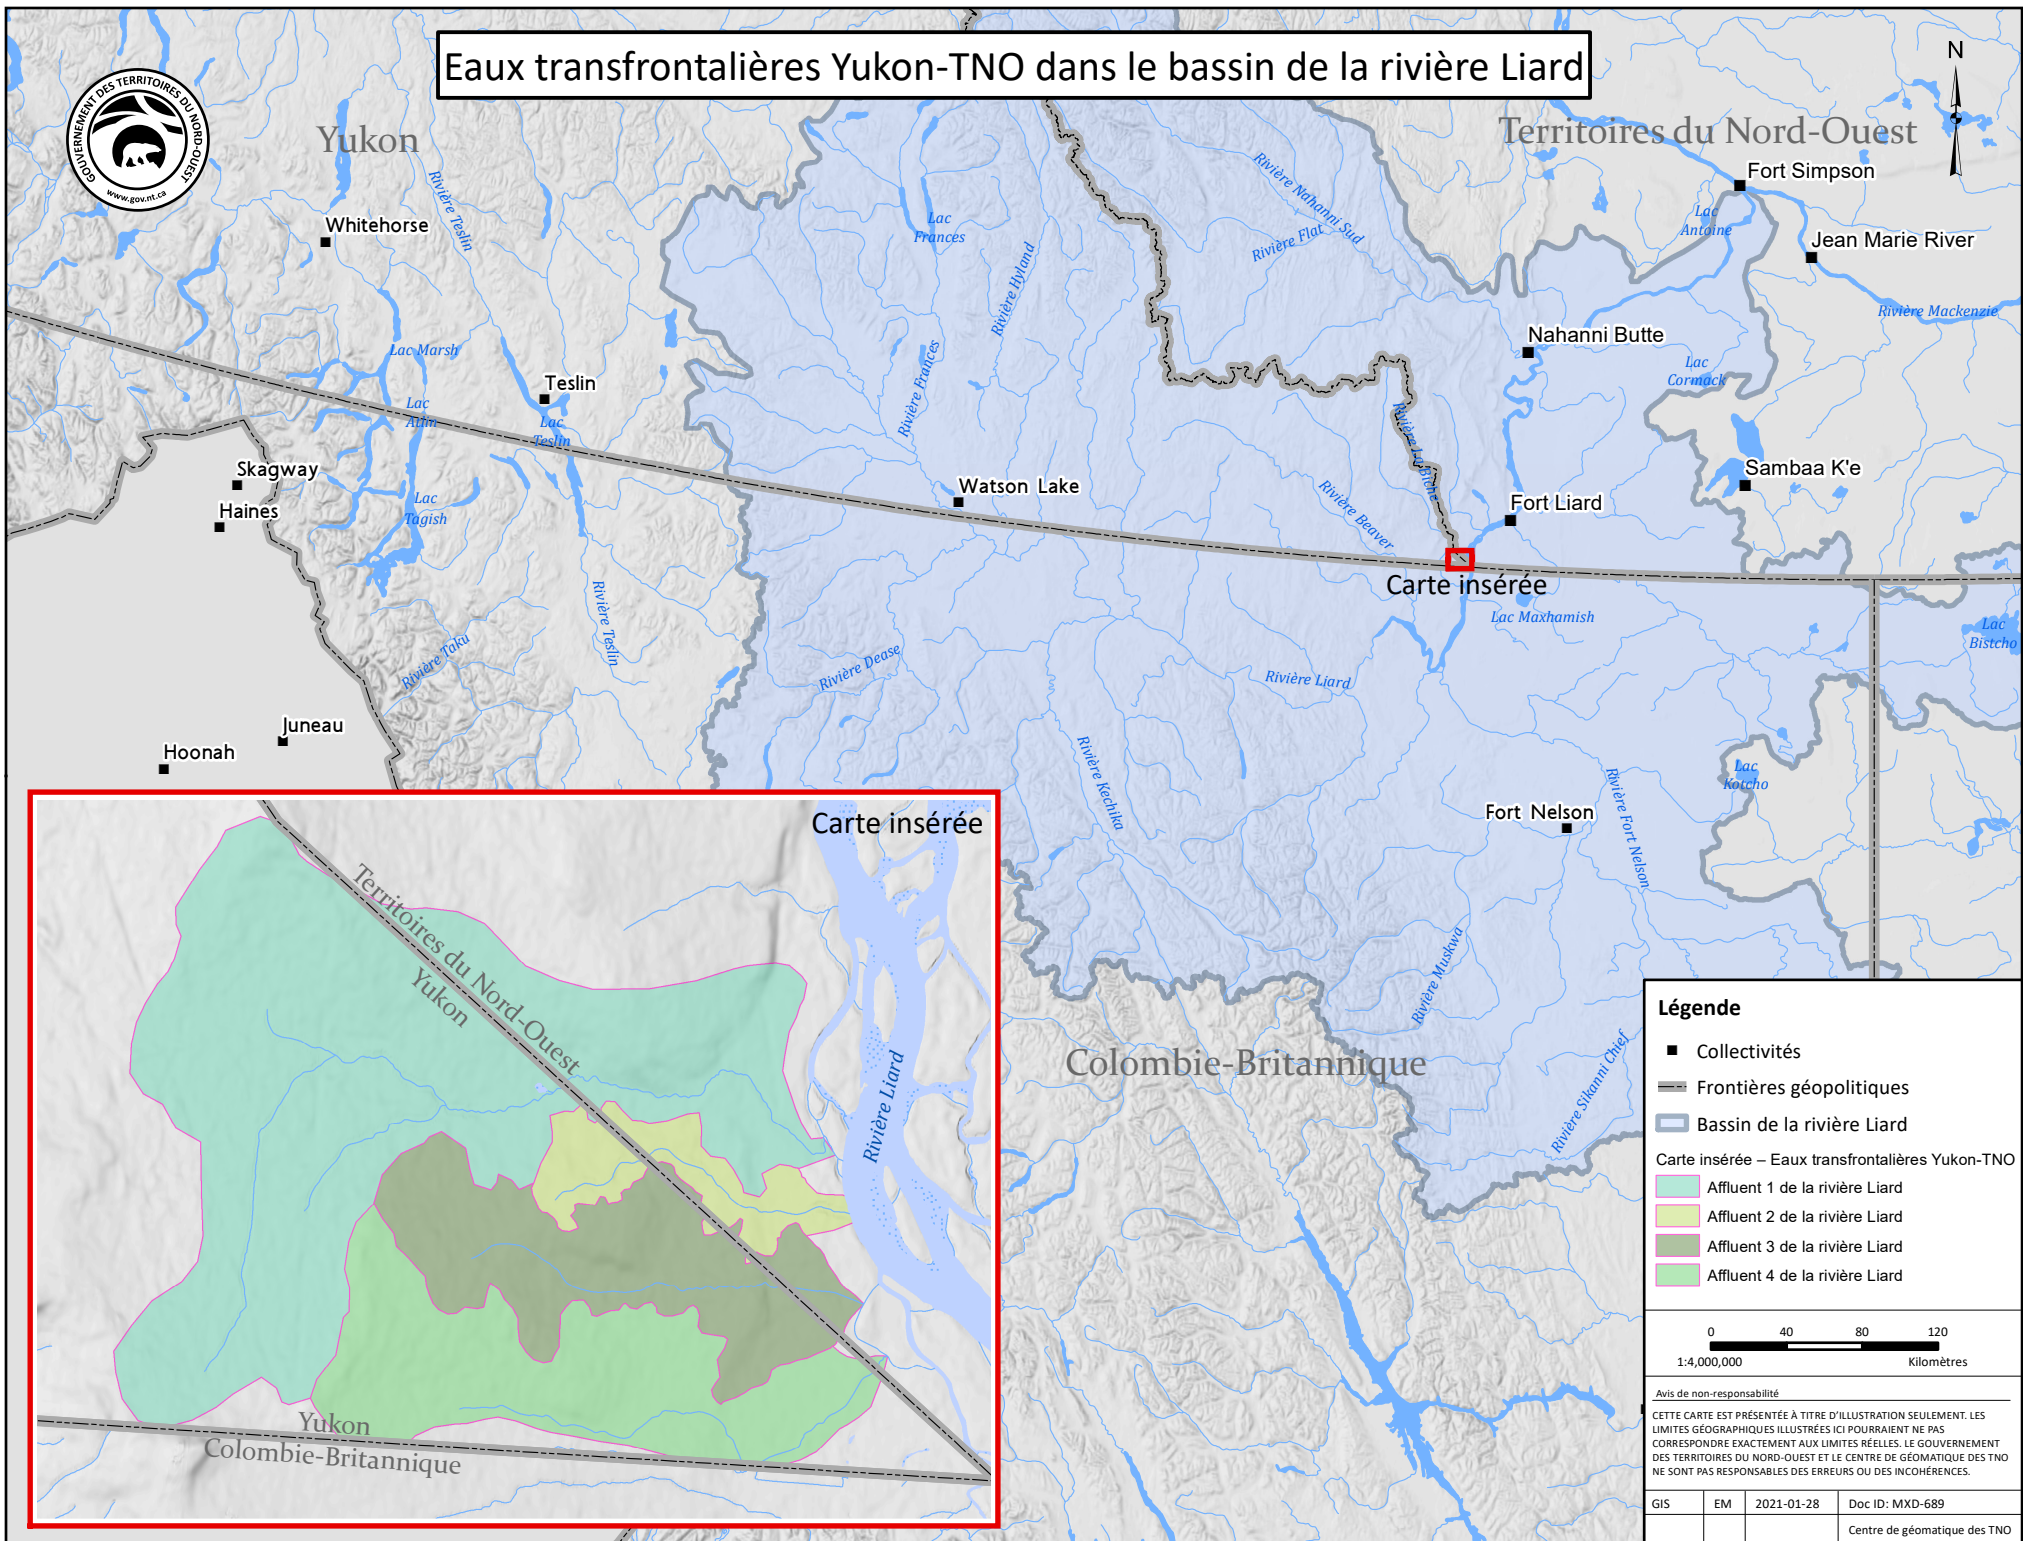 Eaux transfrontalières Yukon-TNO dans le bassin de la rivière Liard
GOUVERNEMENT DES TERRITOIRES DU NORD-OUEST
www.gov.nt.ca
N
Yukon
Territoires du Nord-Ouest
Fort Simpson
Rivière Teslin
Rivière Nahanni Sud
Lac
Antoine
Whitehorse
Lac
Frances
Rivière Flat
Jean Marie River
Rivière Hyland
Rivière Mackenzie
Nahanni Butte
Lac Marsh
Rivière Frances
Lac
Cormack
Teslin
Lac
Atlin
Lac
Teslin
Rivière La Biche
Skagway
Sambaa K'e
Watson Lake
Haines
Lac
Tagish
Rivière Beaver
Fort Liard
Carte insérée
Rivière Teslin
Lac Maxhamish
Lac
Bistcho
Rivière Taku
Rivière Dease
Rivière Liard
Juneau
Hoonah
Rivière Kechika
Lac
Kotcho
Fort Nelson
Rivière Fort Nelson
Rivière Muskwa
Colombie-Britannique
Rivière Sikanni Chief
Carte insérée
Territoires du Nord-Ouest
Yukon
Rivière Liard
Yukon
Colombie-Britannique
Légende
Collectivités
Frontières géopolitiques
Bassin de la rivière Liard
Carte insérée – Eaux transfrontalières Yukon-TNO
Affluent 1 de la rivière Liard
Affluent 2 de la rivière Liard
Affluent 3 de la rivière Liard
Affluent 4 de la rivière Liard
0 40 80 120
1:4,000,000 Kilomètres
Avis de non-responsabilité
CETTE CARTE EST PRÉSENTÉE À TITRE D'ILLUSTRATION SEULEMENT. LES
LIMITES GÉOGRAPHIQUES ILLUSTRÉES ICI POURRAIENT NE PAS
CORRESPONDRE EXACTEMENT AUX LIMITES RÉELLES. LE GOUVERNEMENT
DES TERRITOIRES DU NORD-OUEST ET LE CENTRE DE GÉOMATIQUE DES TNO
NE SONT PAS RESPONSABLES DES ERREURS OU DES INCOHÉRENCES.
GIS EM 2021-01-28 Doc ID: MXD-689
Centre de géomatique des TNO